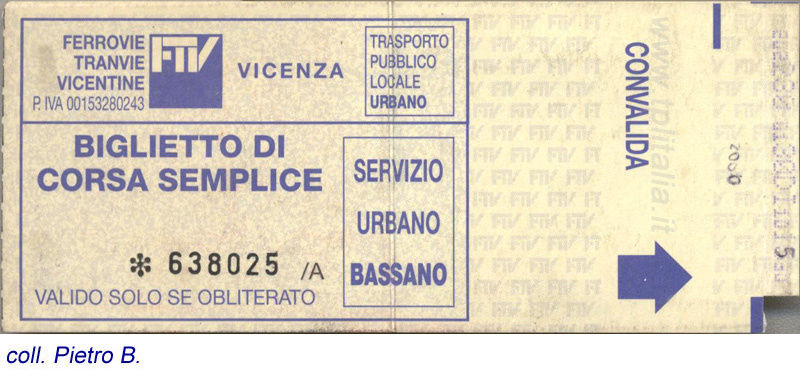 FERROVIE
TRANVIE
VICENTINE
P. IVA 00153280243
FTV
VICENZA
TRASPORTO
PUBBLICO
LOCALE
URBANO
BIGLIETTO DI
CORSA SEMPLICE
* 638025 /A
VALIDO SOLO SE OBLITERATO
SERVIZIO
URBANO
BASSANO
CONVALIDA
www.tplitalia.it
coll. Pietro B.